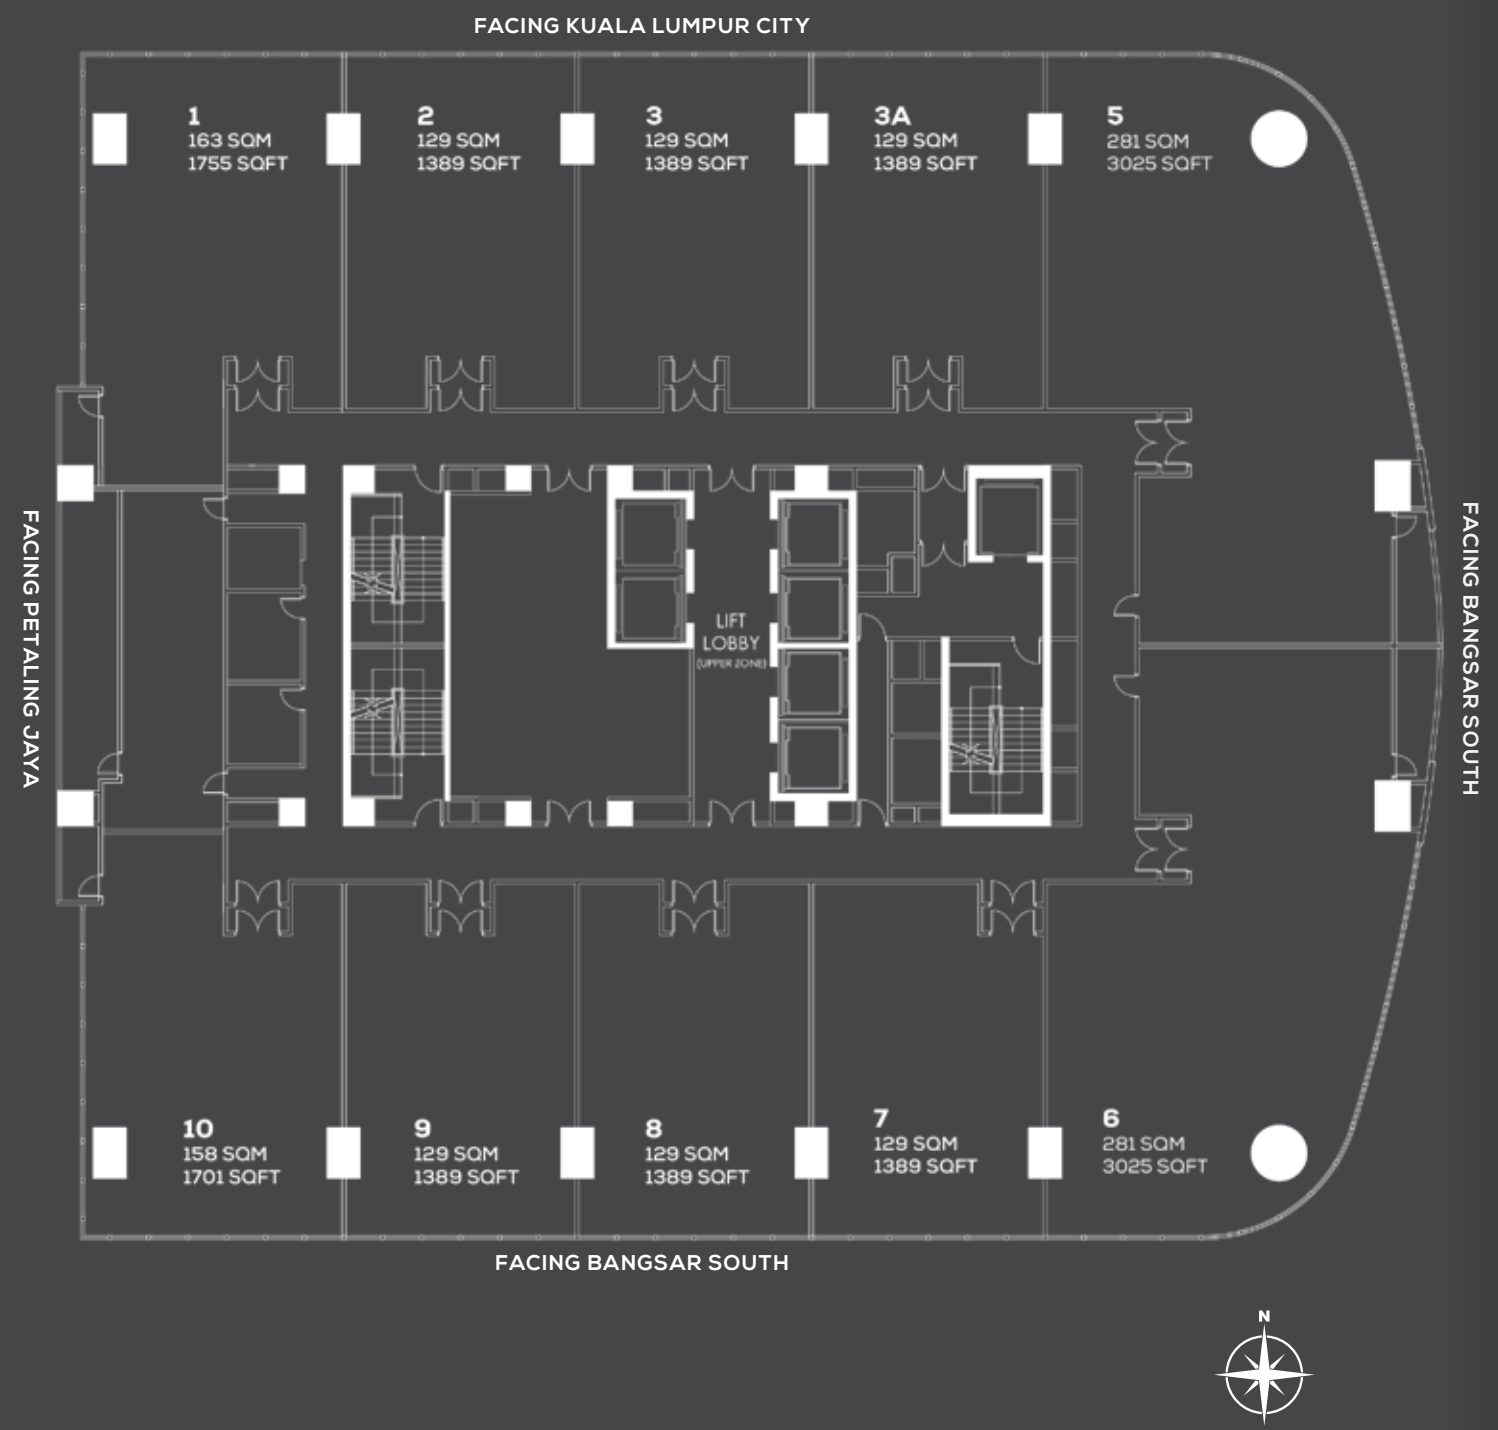 FACING KUALA LUMPUR CITY
1
163 SQM
1755 SQFT
2
129 SQM
1389 SQFT
3
129 SQM
1389 SQFT
3A
129 SQM
1389 SQFT
5
281 SQM
3025 SQFT
FACING PETALING JAYA
LIFT
LOBBY
(UPPER ZONE)
FACING BANGSAR SOUTH
10
158 SQM
1701 SQFT
9
129 SQM
1389 SQFT
8
129 SQM
1389 SQFT
7
129 SQM
1389 SQFT
6
281 SQM
3025 SQFT
FACING BANGSAR SOUTH
N